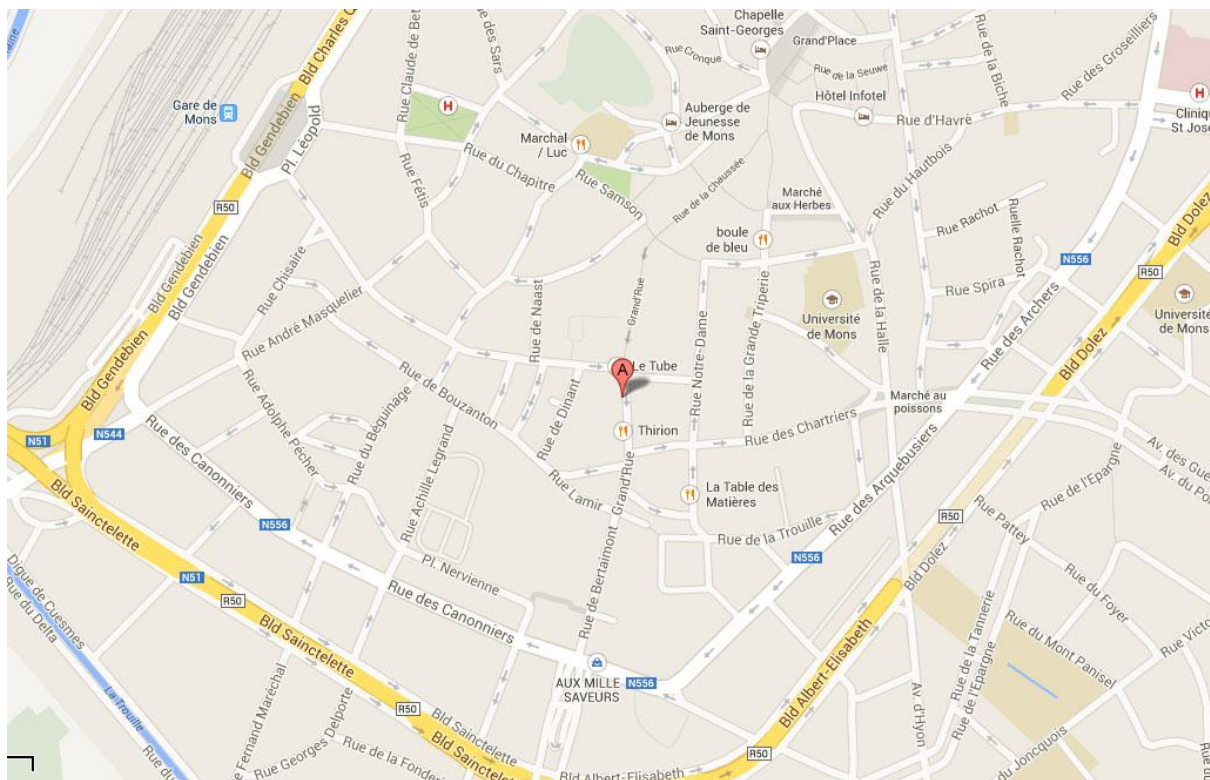 Bld Charles Q
Rue Claude de Bet
Rue des Sars
Chapelle
Saint-Georges
Grand'Place
Rue Cronque
Rue de la Seuwe
Rue de la Biche
Rue des Groseilliers
Gare de
Mons
Bld Gendebien
Pl. Léopold
H
Marchal
/ Luc
Auberge de
Jeunesse
de Mons
Hôtel Infotel
Rue d'Havré
H
Cliniqu
St Jose
Rue du Chapitre
Rue Fétis
Rue Samson
Rue de la Chaussée
Rue du Hautbois
Marché
aux Herbes
boule
de bleu
Rue Rachot
Ruelle Rachot
R50
Bld Gendebien
Bld Gendebien
Bld Gendebien
Rue Chisaire
Rue André Masquelier
Rue de Naast
Grand'Rue
Rue Notre-Dame
Rue de la Grande Triperie
Rue de la Halle
Université
de Mons
Rue Spira
N556
R50
Bld Dolez
Bld Dolez
Université
de Mons
Rue des Archers
A
Le Tube
Thirion
Rue de Bouzanton
Rue de Dinant
Rue Adolphe Pécher
Rue du Béguinage
Rue Achille Legrand
Bld Gendebien
N51
N544
Rue des Canonniers
Marché au
poissons
Rue des Chartriers
Rue des Arquebusiers
Av. des Gué
Av. du Po
Rue de l'Epargne
La Table des
Matières
Rue Lamir
Grand'Rue
Rue de la Trouille
Rue Pattey
R50
Bld Dolez
N556
N556
Bld Sainctelette
N51
R50
Pl. Nervienne
Rue de Bertaimont
Rue des Canonniers
Digue de Cuesmes
Rue du Delta
La Trouille
Rue du
Bld Sainctelette
AUX MILLE
SAVEURS
N556
Bld Albert-Elisabeth
Rue du Foyer
Rue du Mont Panisel
Rue Victo
Rue de la Tannerie
Rue de l'Epargne
Av. d'Hyon
Rue Fernand Maréchal
Rue Georges Delporte
R50
Bld Sainctelette
Bld Sainctelette
Rue de la Fonder
Bld Albert-Elisabeth
R50
du Joncquois